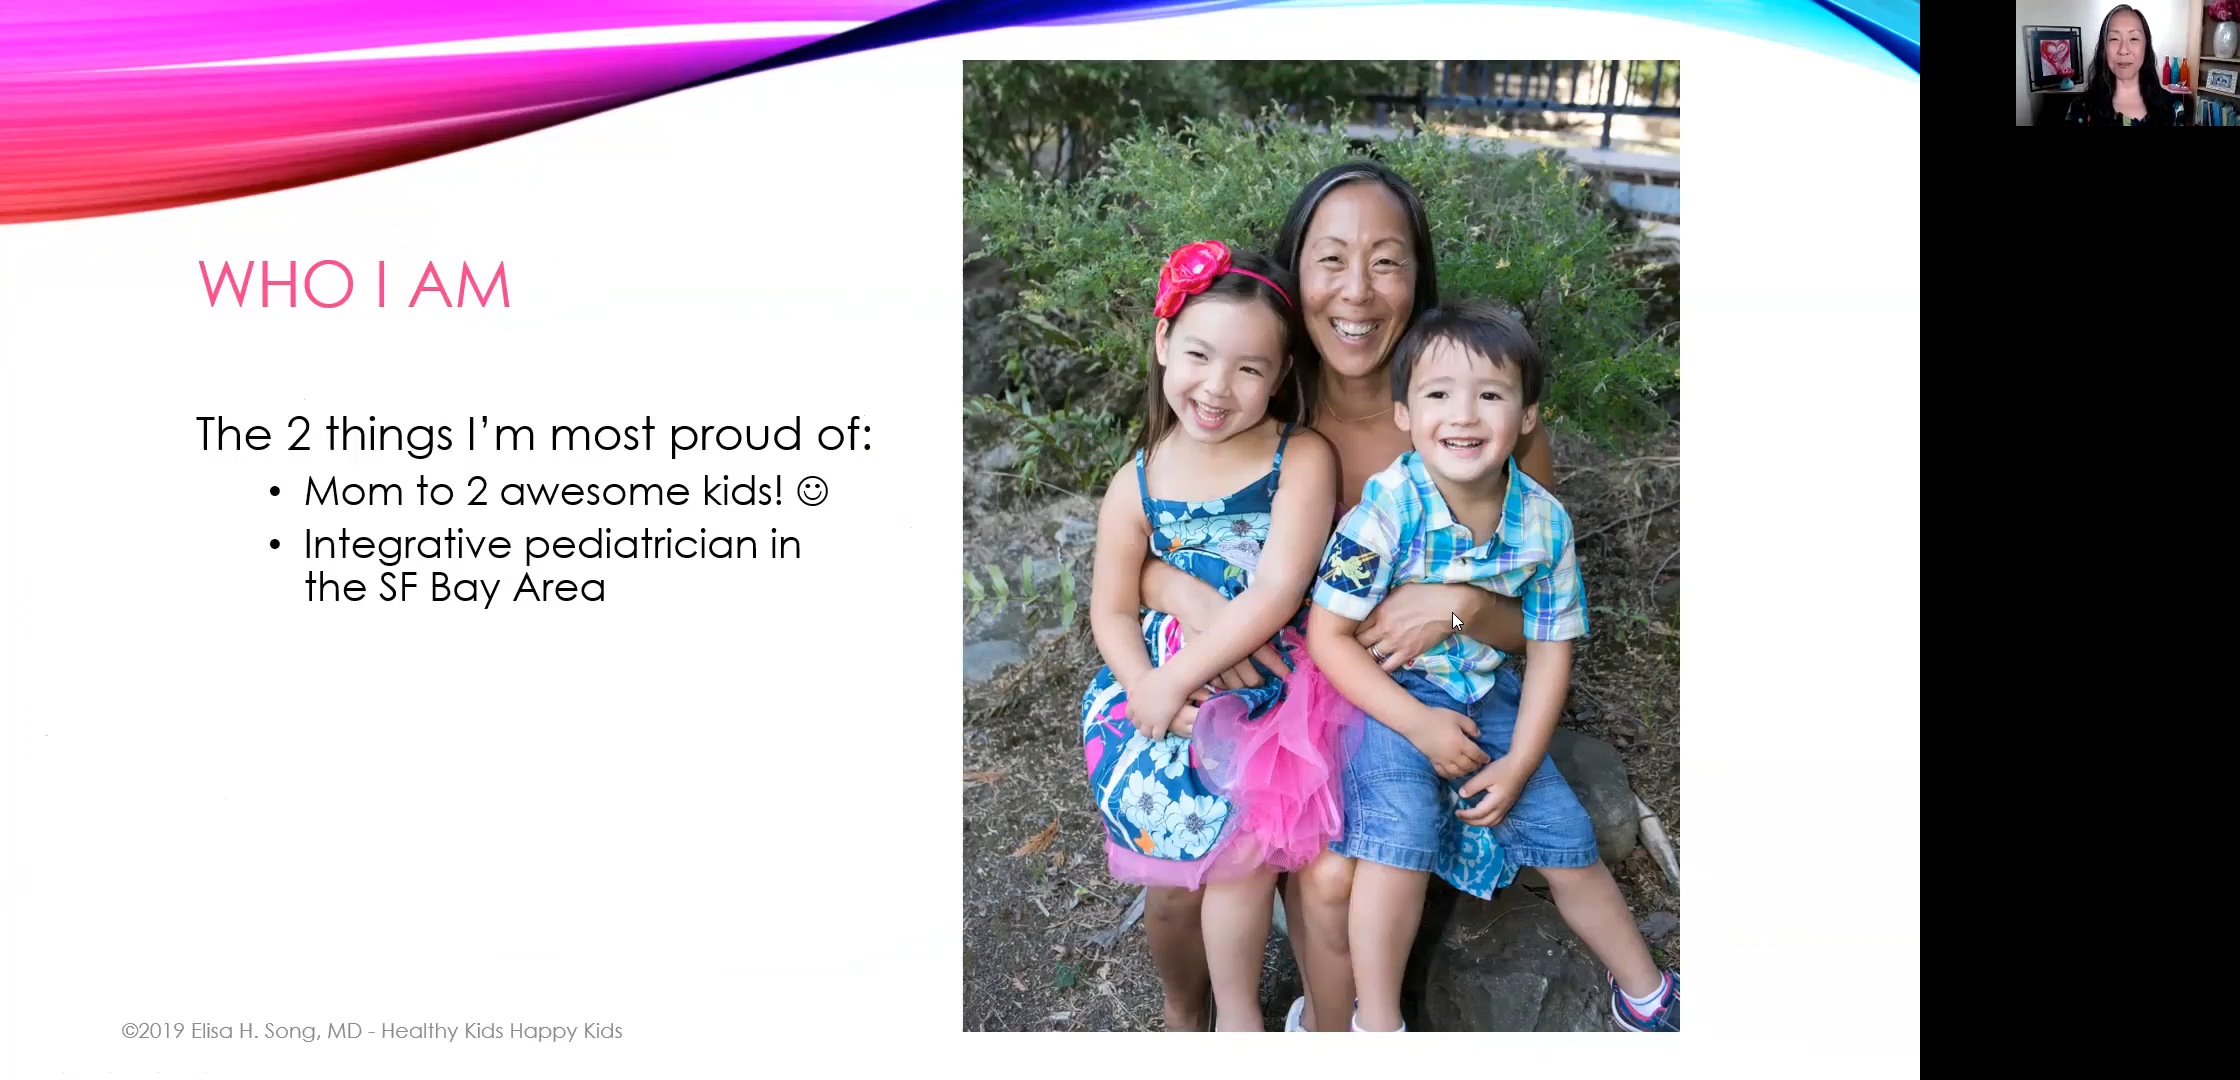 WHO I AM
The 2 things I'm most proud of:
• Mom to 2 awesome kids! ☺
• Integrative pediatrician in
the SF Bay Area
©2019 Elisa H. Song, MD - Healthy Kids Happy Kids